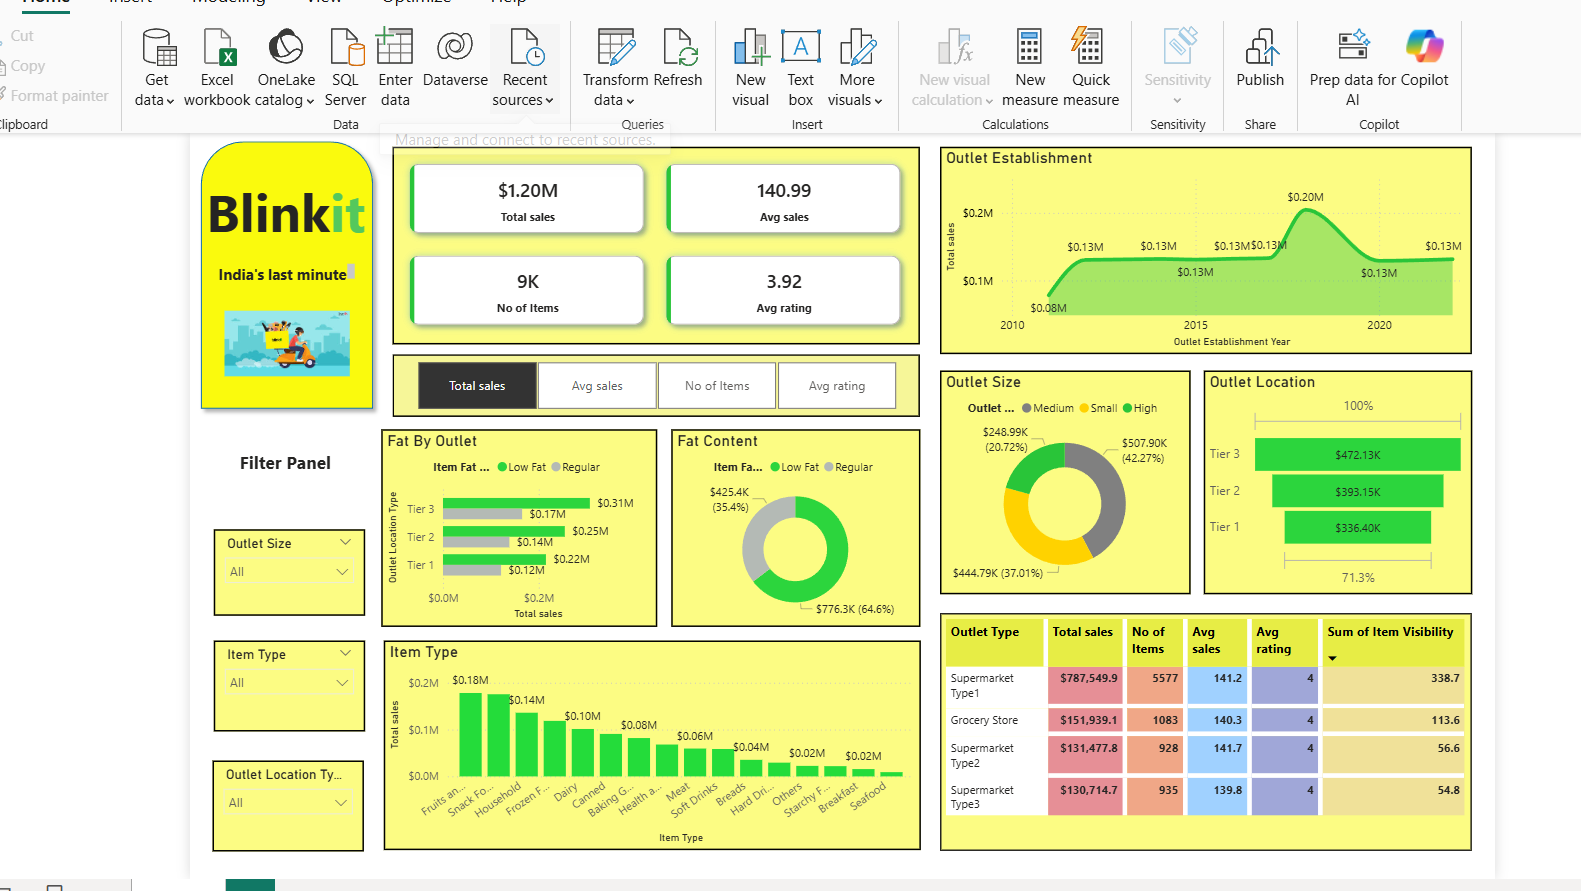 Home Insert Modeling View Optimize Help
Cut
Copy
Format painter
Clipboard
Get data
Excel workbook
OneLake catalog
SQL Server
Enter data
Dataverse
Recent sources
Data
Transform data
Refresh
Queries
New visual
Text box
More visuals
Insert
New visual calculation
New measure
Quick measure
Calculations
Sensitivity
Sensitivity
Publish
Share
Prep data for AI
Copilot
Copilot
Manage and connect to recent sources.
Blinkit
India's last minute
$1.20M
Total sales
140.99
Avg sales
9K
No of Items
3.92
Avg rating
Total sales
Avg sales
No of Items
Avg rating
Outlet Establishment
Total sales
$0.2M
$0.1M
$0.08M
$0.13M
$0.13M
$0.13M
$0.13M
$0.13M
$0.20M
$0.13M
$0.13M
2010 2015 2020
Outlet Establishment Year
Filter Panel
Outlet Size
All
Item Type
All
Outlet Location Ty...
All
Fat By Outlet
Item Fat ... Low Fat Regular
Outlet Location Type
Tier 3 $0.31M
$0.17M
Tier 2 $0.25M
$0.14M
Tier 1 $0.22M
$0.12M
$0.0M $0.2M
Total sales
Fat Content
Item Fa... Low Fat Regular
$425.4K
(35.4%)
$776.3K (64.6%)
Outlet Size
Outlet ... Medium Small High
$248.99K
(20.72%)
$507.90K
(42.27%)
$444.79K (37.01%)
Outlet Location
100%
Tier 3 $472.13K
Tier 2 $393.15K
Tier 1 $336.40K
71.3%
Item Type
Total sales
$0.2M
$0.1M
$0.0M
$0.18M $0.14M $0.10M $0.08M $0.06M $0.04M $0.02M $0.02M
Fruits an... Snack Fo... Household Frozen F... Dairy Canned Baking G... Health a... Meat Soft Drinks Breads Hard Dri... Others Starchy F... Breakfast Seafood
Item Type
Outlet Type Total sales No of Items Avg sales Avg rating Sum of Item Visibility
Supermarket Type1 $787,549.9 5577 141.2 4 338.7
Grocery Store $151,939.1 1083 140.3 4 113.6
Supermarket Type2 $131,477.8 928 141.7 4 56.6
Supermarket Type3 $130,714.7 935 139.8 4 54.8